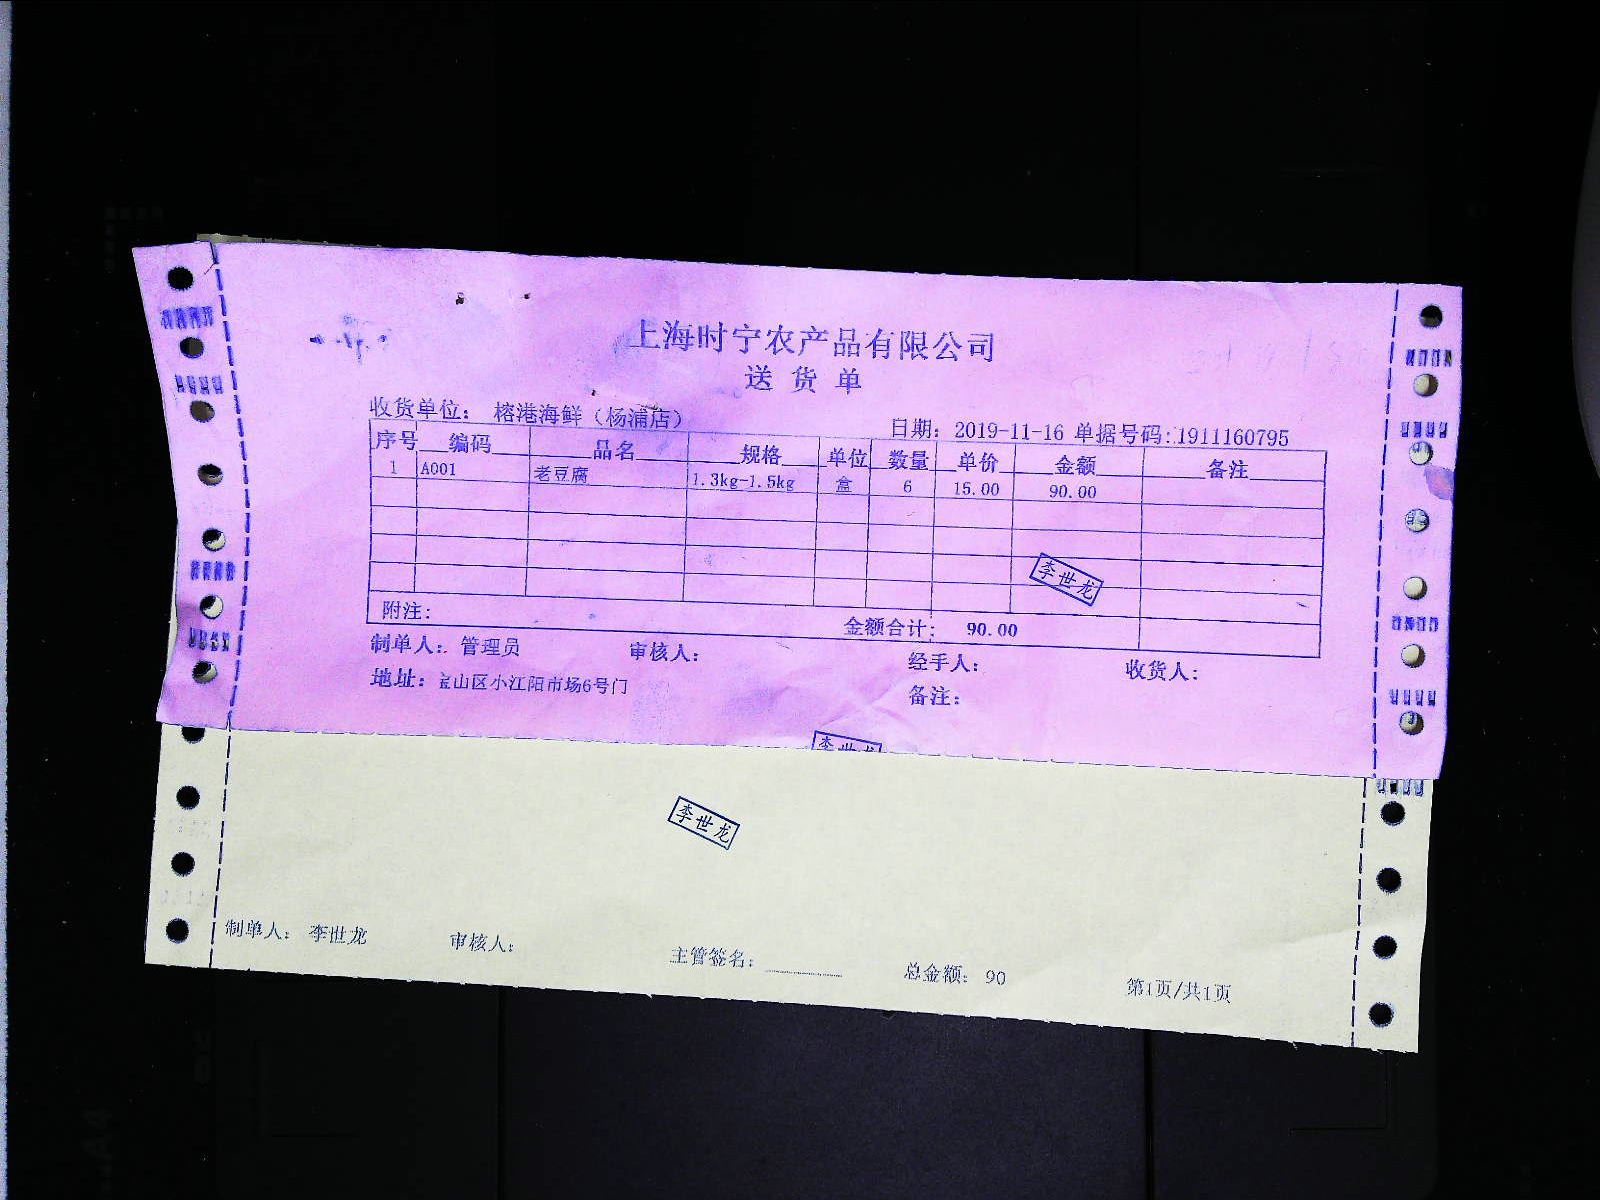 上海时宁农产品有限公司
送货单
收货单位: 榕港海鲜（杨浦店） 日期: 2019-11-16 单据号码: 1911160795
序号 编码 品名 规格 单位 数量 单价 金额 备注
1 A001 老豆腐 1.3kg-1.5kg 盒 6 15.00 90.00
李世龙
附注: 金额合计: 90.00
制单人: 管理员 审核人: 经手人: 收货人:
地址: 宝山区小江阳市场6号门 备注:
李世龙
李世龙
制单人: 李世龙 审核人: 主管签名: 总金额: 90 第1页/共1页